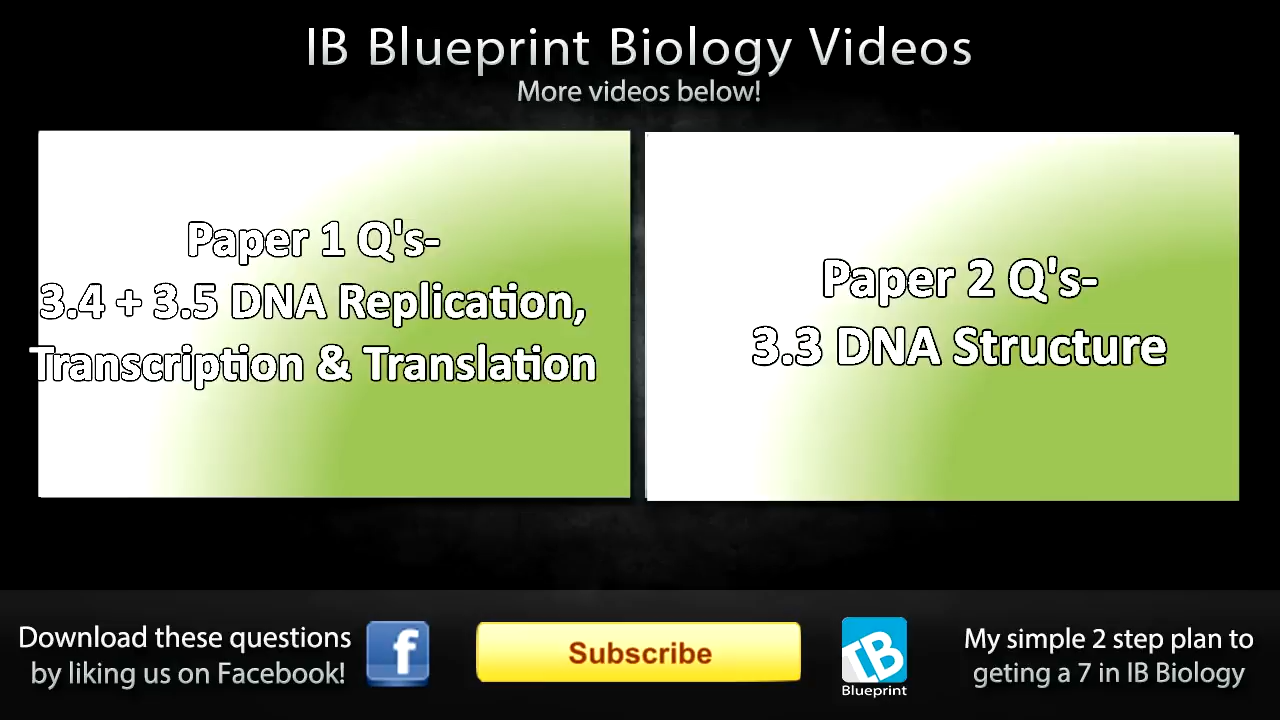 IB Blueprint Biology Videos
More videos below!
Paper 1 Q's-
3.4 + 3.5 DNA Replication,
Transcription & Translation
Paper 2 Q's-
3.3 DNA Structure
Download these questions
by liking us on Facebook!
f
Subscribe
IB
Blueprint
My simple 2 step plan to
geting a 7 in IB Biology